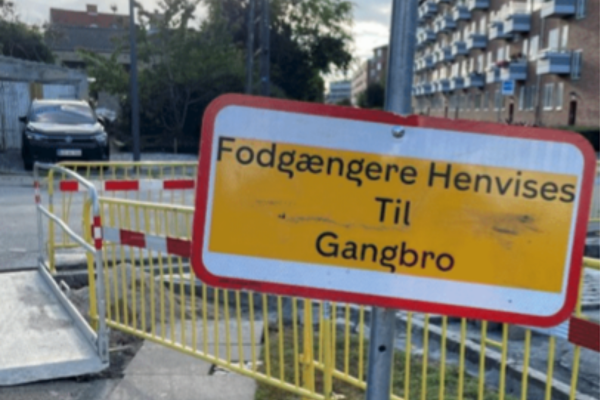 Fodgængere Henvises
Til
Gangbro